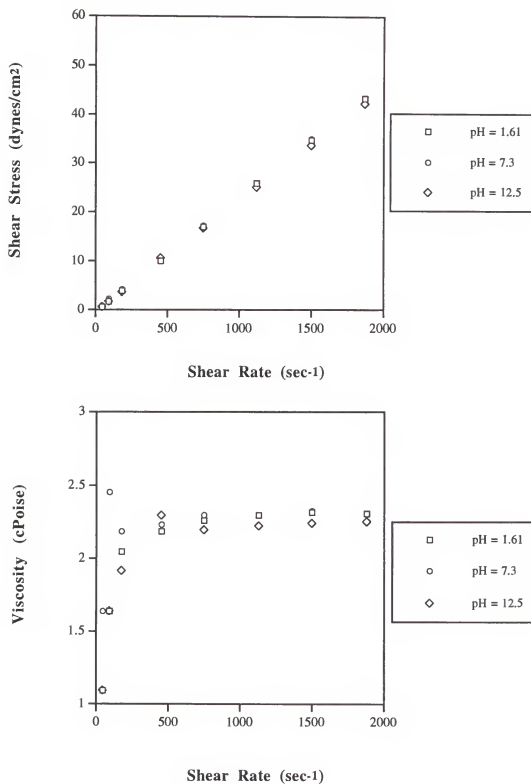 60
50
40
30
20
10
0
Shear Stress (dynes/cm2)
0 500 1000 1500 2000
Shear Rate (sec-1)
pH = 1.61
pH = 7.3
pH = 12.5
3
2.5
2
1.5
1
Viscosity (cPoise)
0 500 1000 1500 2000
Shear Rate (sec-1)
pH = 1.61
pH = 7.3
pH = 12.5